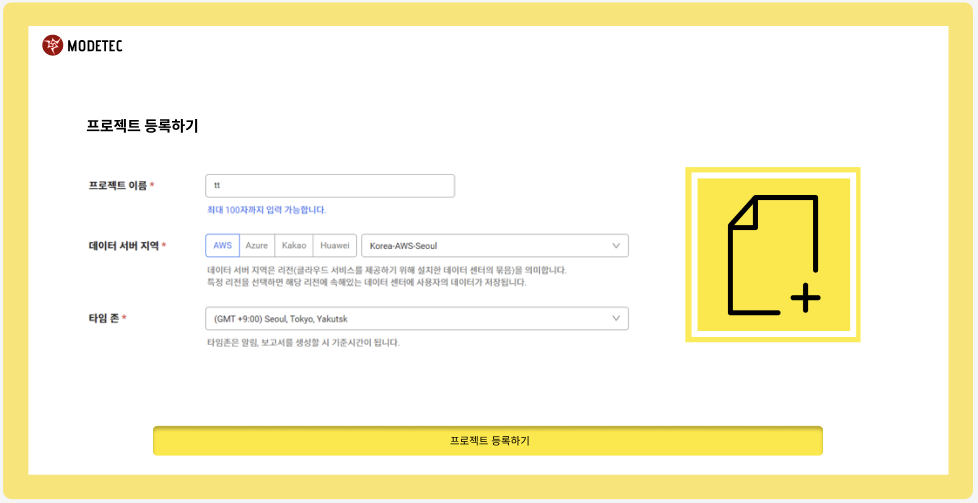 MODETEC
프로젝트 등록하기
프로젝트 이름 *
tt
최대 100자까지 입력 가능합니다.
데이터 서버 지역 *
AWS Azure Kakao Huawei Korea-AWS-Seoul
데이터 서버 지역은 리전(클라우드 서비스를 제공하기 위해 설치한 데이터 센터의 묶음)을 의미합니다.
특정 리전을 선택하면 해당 리전에 속해있는 데이터 센터에 사용자의 데이터가 저장됩니다.
타임 존 *
(GMT +9:00) Seoul, Tokyo, Yakutsk
타임존은 알림, 보고서를 생성할 시 기준시간이 됩니다.
프로젝트 등록하기